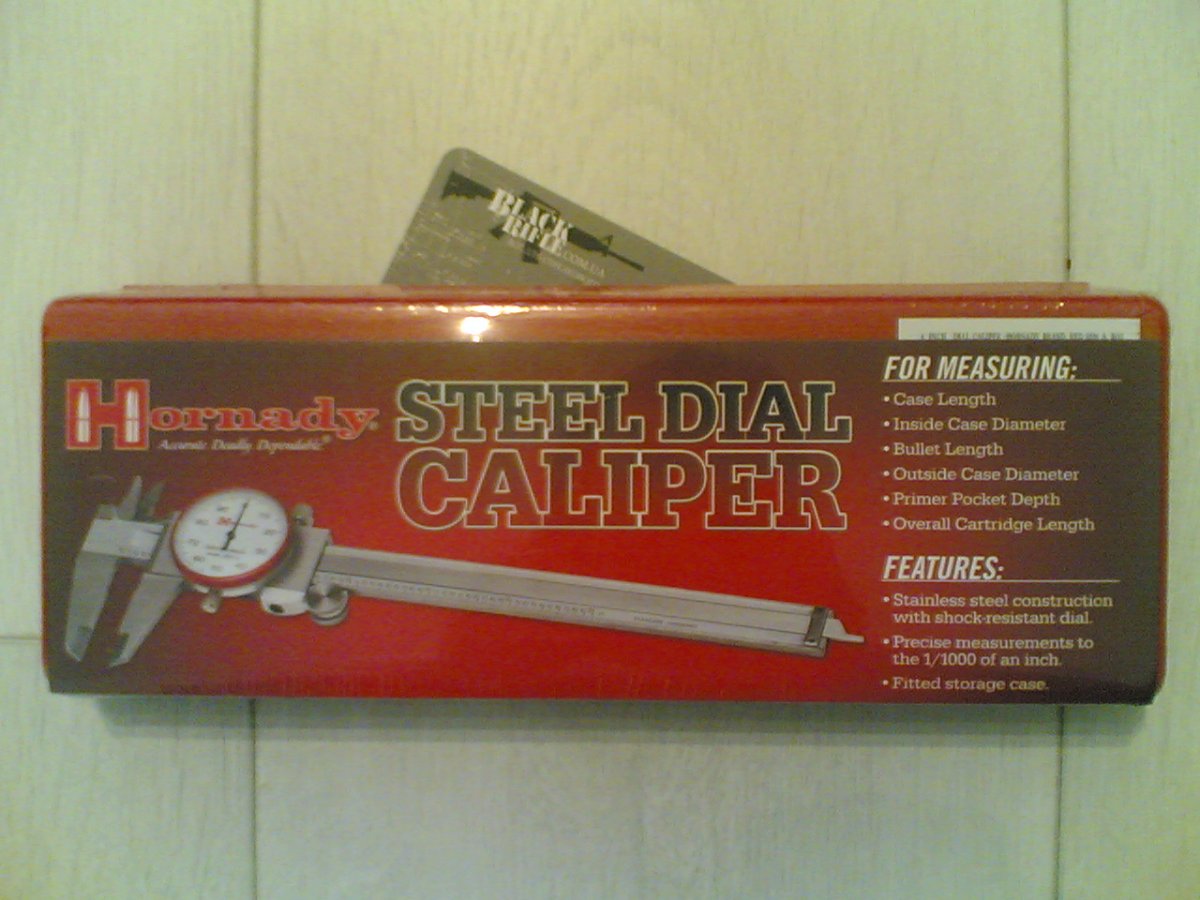 BLACK
RIFLE.COM.UA
Hornady®
Accurate. Deadly. Dependable.®
STEEL DIAL
CALIPER
FOR MEASURING:
• Case Length
• Inside Case Diameter
• Bullet Length
• Outside Case Diameter
• Primer Pocket Depth
• Overall Cartridge Length
FEATURES:
• Stainless steel construction
with shock-resistant dial.
• Precise measurements to
the 1/1000 of an inch.
• Fitted storage case.